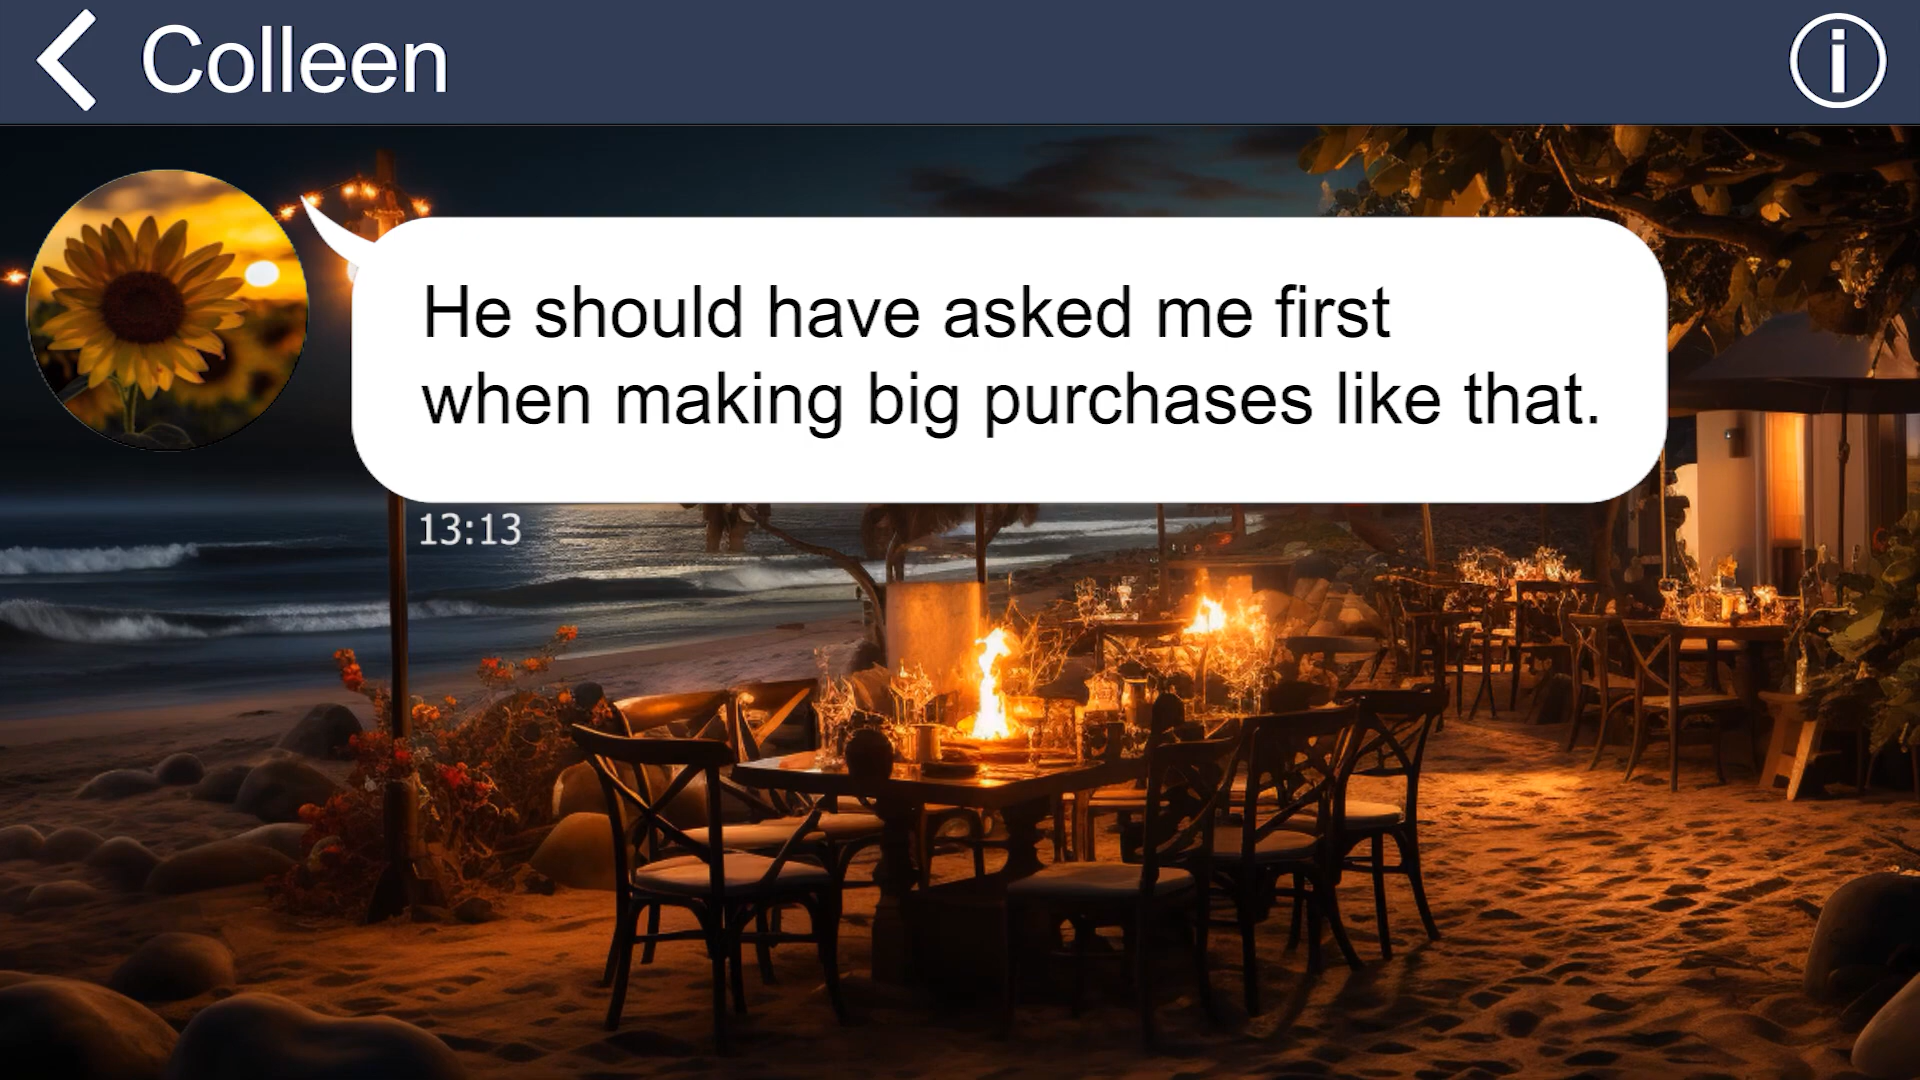 Colleen
He should have asked me first
when making big purchases like that.
13:13